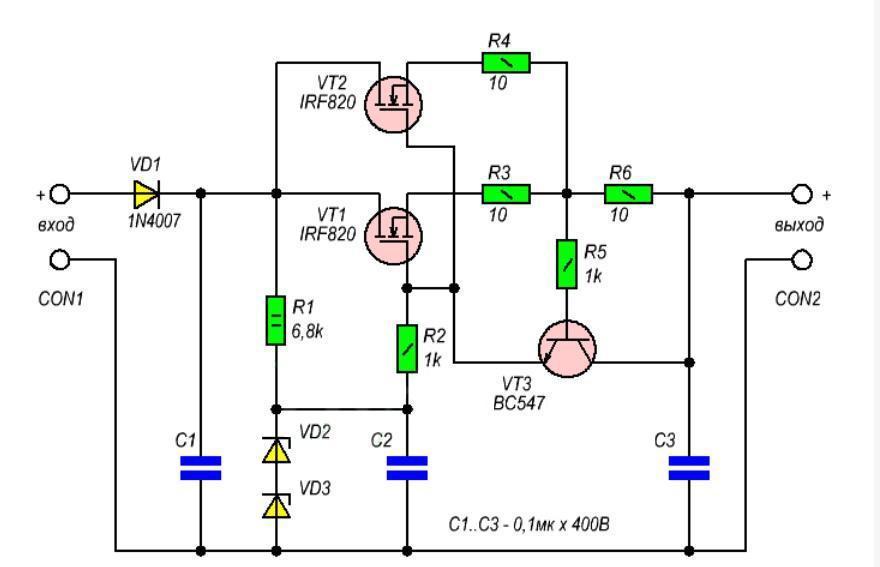 R4
10
VT2
IRF820
VD1
1N4007
+
вход
CON1
VT1
IRF820
R3
10
R6
10
+
выход
CON2
R5
1k
R1
6,8k
R2
1k
VT3
BC547
VD2
VD3
C1
C2
C3
C1..C3 - 0,1мк x 400В